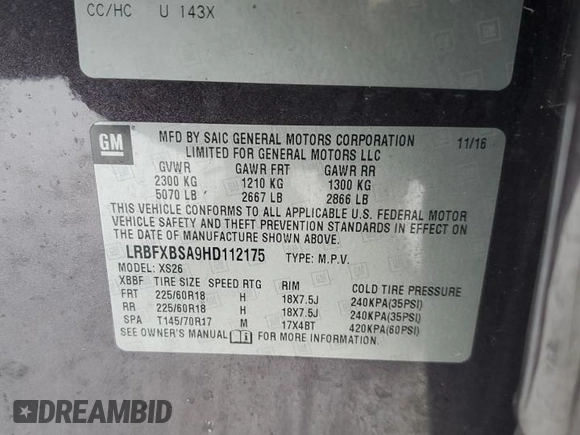 CC/HC U 143X
GM
MFD BY SAIC GENERAL MOTORS CORPORATION 11/16
LIMITED FOR GENERAL MOTORS LLC
GVWR GAWR FRT GAWR RR
2300 KG 1210 KG 1300 KG
5070 LB 2667 LB 2866 LB
THIS VEHICLE CONFORMS TO ALL APPLICABLE U.S. FEDERAL MOTOR
VEHICLE SAFETY AND THEFT PREVENTION STANDARDS IN EFFECT ON
THE DATE OF MANUFACTURE SHOWN ABOVE.
LRBFXBSA9HD112175 TYPE: M.P.V.
MODEL: XS26
XBBF TIRE SIZE SPEED RTG RIM COLD TIRE PRESSURE
FRT 225/60R18 H 18X7.5J 240KPA(35PSI)
RR 225/60R18 H 18X7.5J 240KPA(35PSI)
SPA T145/70R17 M 17X4BT 420KPA(60PSI)
SEE OWNER'S MANUAL FOR MORE INFORMATION.
DREAMBID